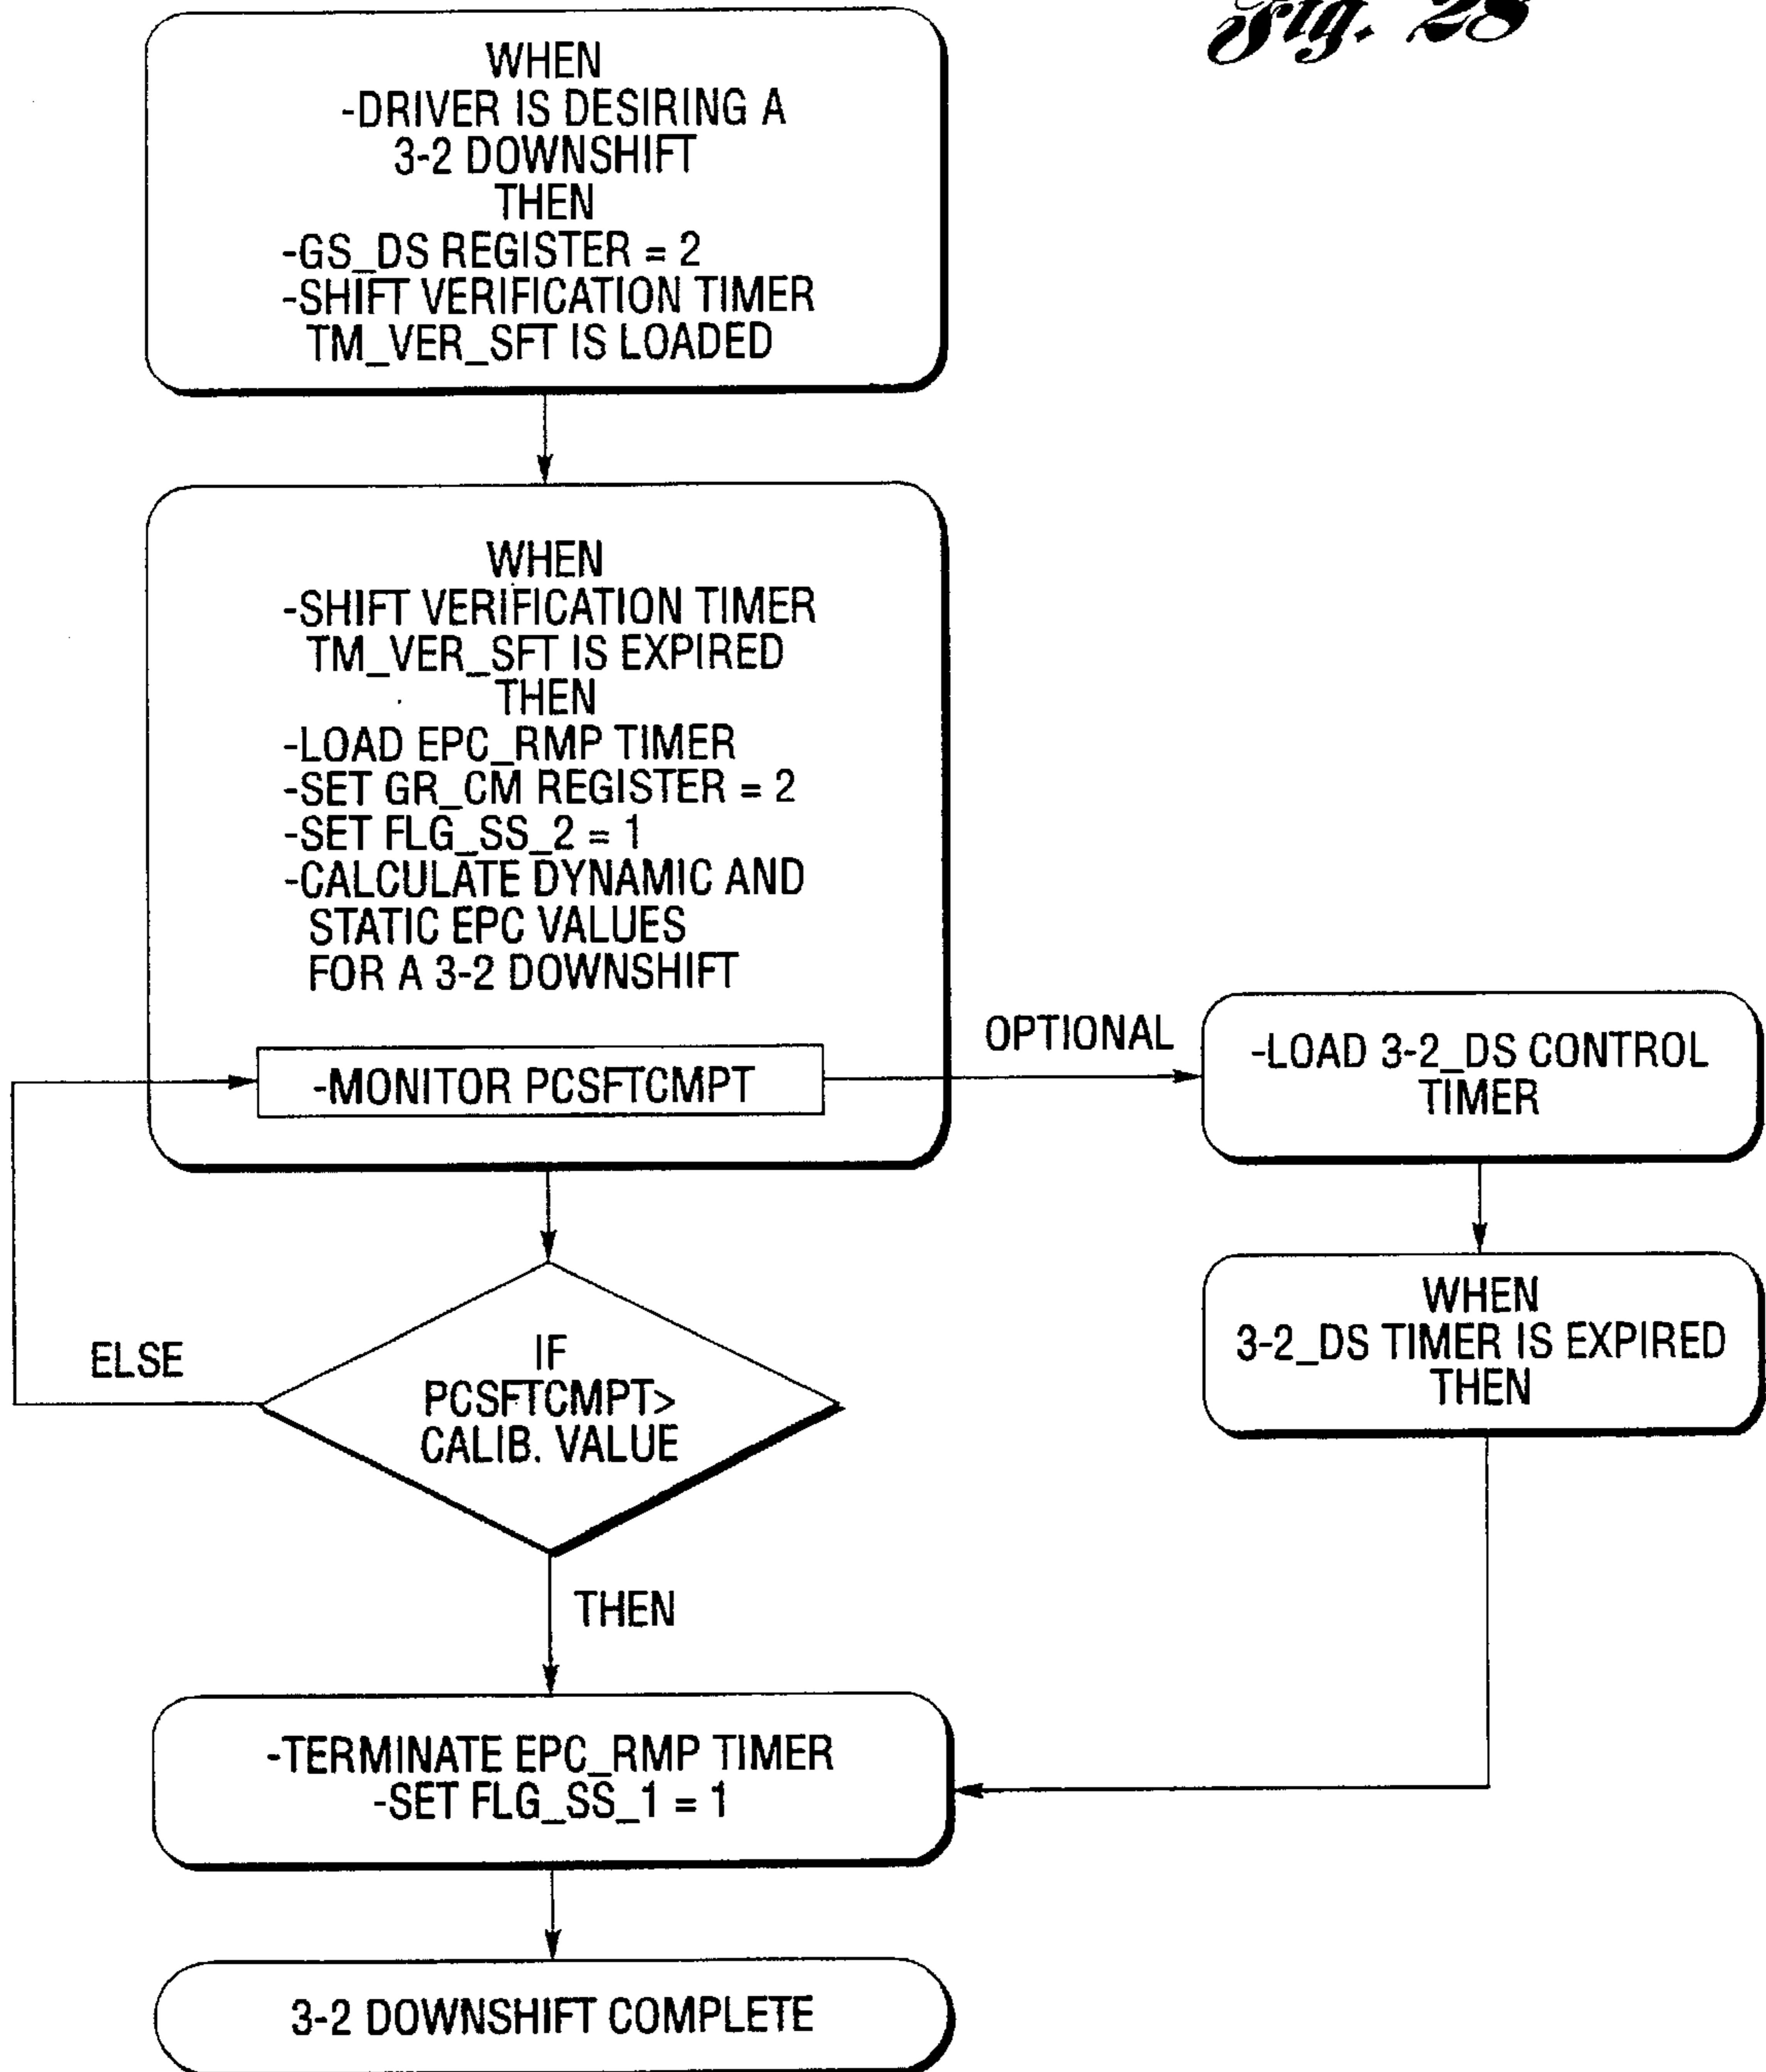 Fig. 28
WHEN
-DRIVER IS DESIRING A
3-2 DOWNSHIFT
THEN
-GS_DS REGISTER = 2
-SHIFT VERIFICATION TIMER
TM_VER_SFT IS LOADED
WHEN
-SHIFT VERIFICATION TIMER
TM_VER_SFT IS EXPIRED
THEN
-LOAD EPC_RMP TIMER
-SET GR_CM REGISTER = 2
-SET FLG_SS_2 = 1
-CALCULATE DYNAMIC AND
STATIC EPC VALUES
FOR A 3-2 DOWNSHIFT
-MONITOR PCSFTCMPT
OPTIONAL
-LOAD 3-2_DS CONTROL
TIMER
WHEN
3-2_DS TIMER IS EXPIRED
THEN
ELSE
IF
PCSFTCMPT>
CALIB. VALUE
THEN
-TERMINATE EPC_RMP TIMER
-SET FLG_SS_1 = 1
3-2 DOWNSHIFT COMPLETE